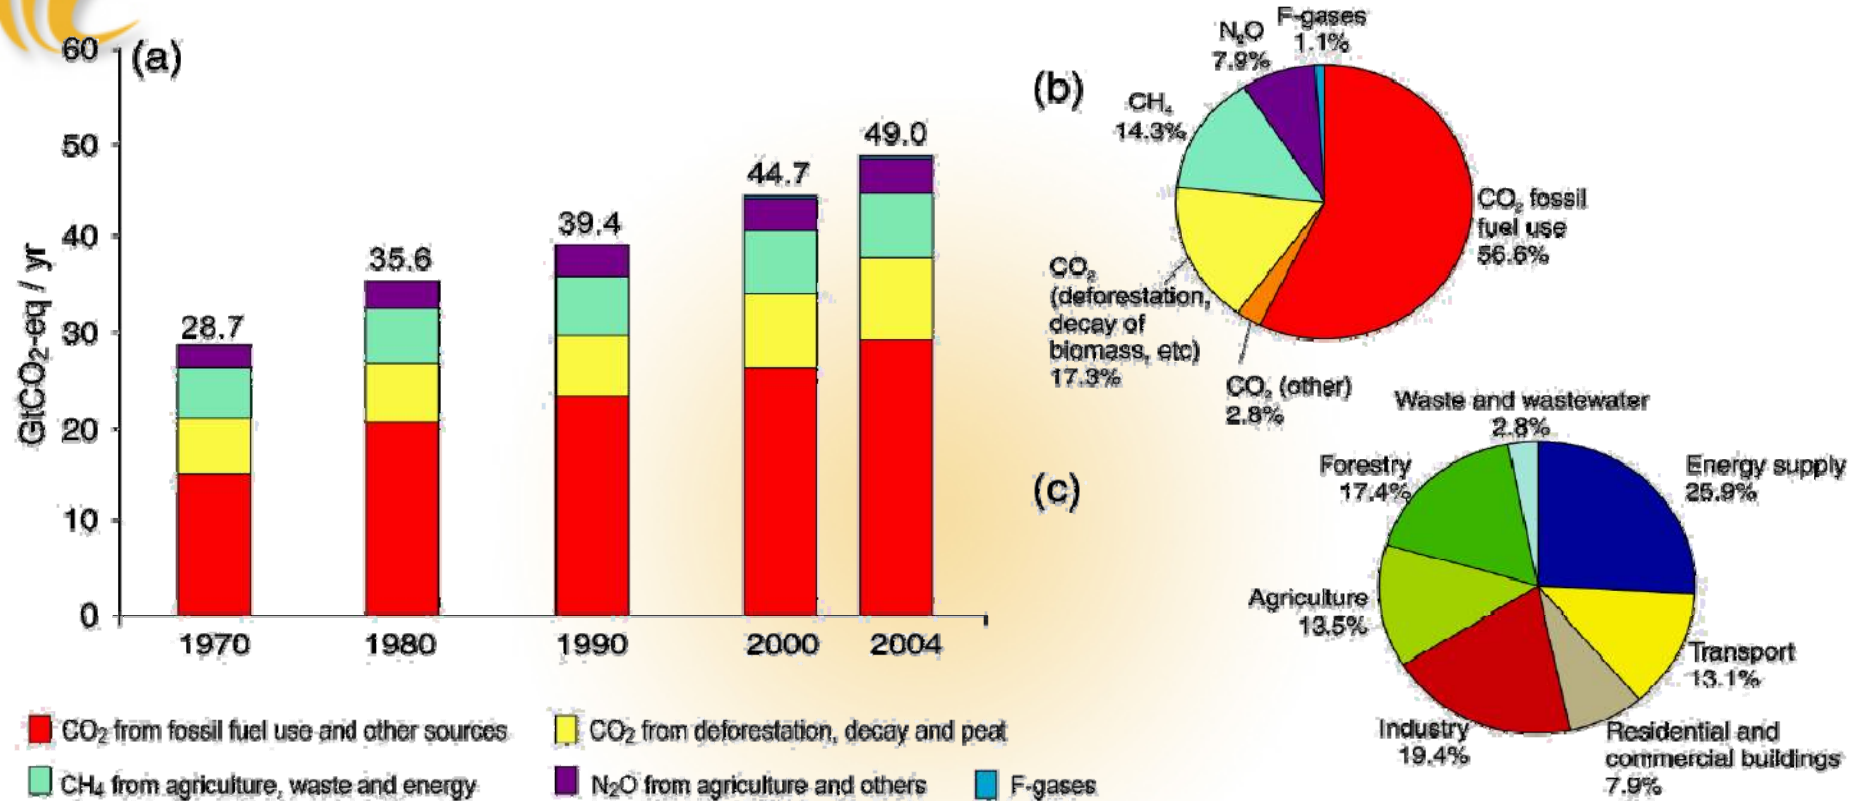 (a)
60
50
40
30
20
10
0
GtCO₂-eq / yr
28.7
35.6
39.4
44.7
49.0
1970
1980
1990
2000
2004
CO₂ from fossil fuel use and other sources
CO₂ from deforestation, decay and peat
CH₄ from agriculture, waste and energy
N₂O from agriculture and others
F-gases
(b)
F-gases
1.1%
N₂O
7.9%
CH₄
14.3%
CO₂ fossil
fuel use
56.6%
CO₂
(deforestation,
decay of
biomass, etc)
17.3%
CO₂ (other)
2.8%
(c)
Waste and wastewater
2.8%
Forestry
17.4%
Energy supply
25.9%
Agriculture
13.5%
Transport
13.1%
Industry
19.4%
Residential and
commercial buildings
7.9%